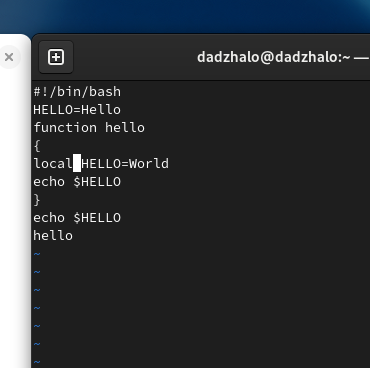 dadzhalo@dadzhalo:~ —
#!/bin/bash
HELLO=Hello
function hello
{
local HELLO=World
echo $HELLO
}
echo $HELLO
hello
~
~
~
~
~
~
~